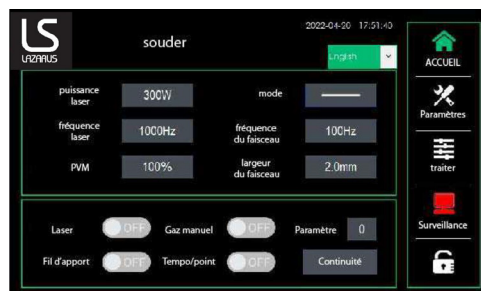 LS
LAZARUS
souder
2022-04-20 17:51:40
English
puissance laser
300W
mode
fréquence laser
1000Hz
fréquence du faisceau
100Hz
PVM
100%
largeur du faisceau
2.0mm
Laser
OFF
Gaz manuel
OFF
Paramètre
0
Fil d'apport
OFF
Tempo/point
OFF
Continuité
ACCUEIL
Paramètres
traiter
Surveillance